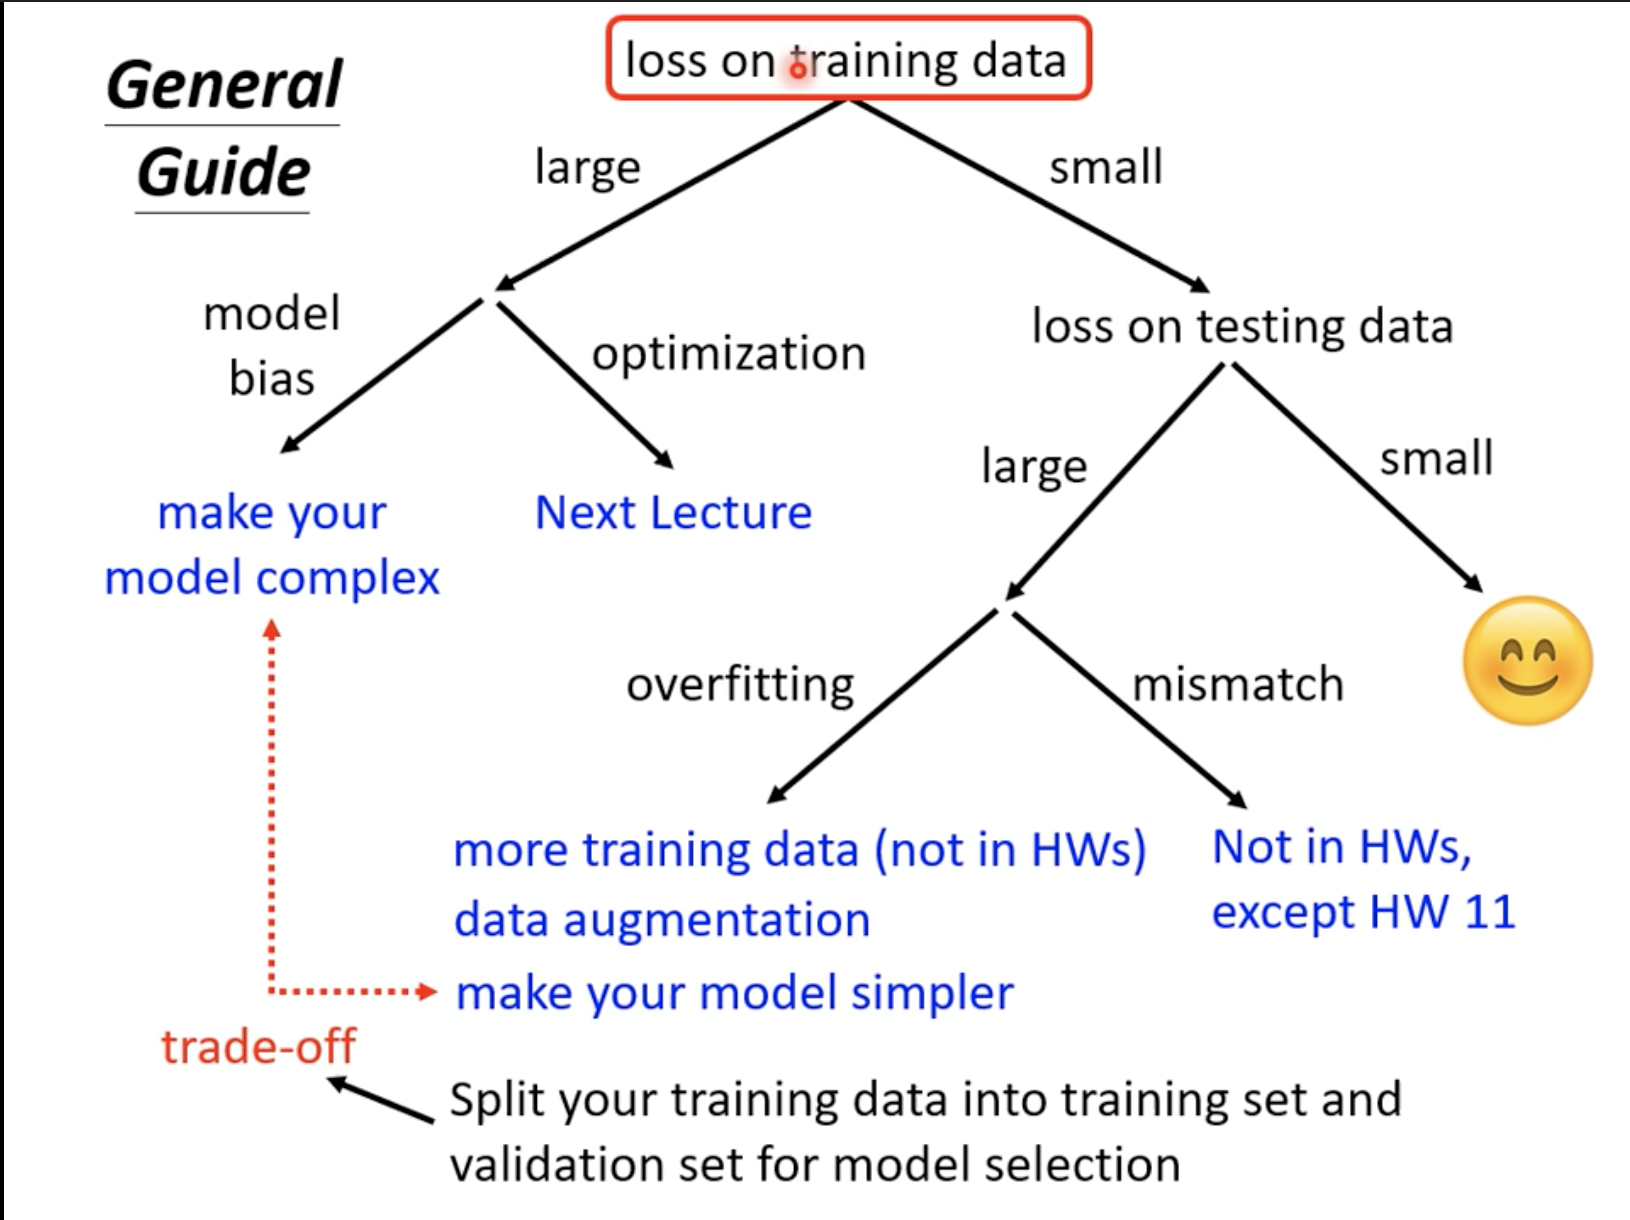 General
Guide
loss on training data
large
small
model
bias
optimization
loss on testing data
make your
model complex
Next Lecture
large
small
overfitting
mismatch
more training data (not in HWs)
data augmentation
make your model simpler
Not in HWs,
except HW 11
trade-off
Split your training data into training set and
validation set for model selection